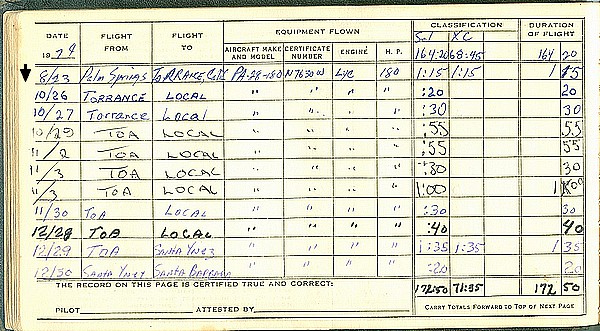 DATE FLIGHT FROM FLIGHT TO EQUIPMENT FLOWN CLASSIFICATION DURATION OF FLIGHT
AIRCRAFT MAKE AND MODEL CERTIFICATE NUMBER ENGINE H. P. XC
1974 164:20 68:45 164 20
8/23 Palm Springs Torrance PA-28-180 N7630W Lyc 180 1:15 1:15 1 15
10/26 TORRANCE LOCAL " " " " :20 20
10/27 Torrance Local " " " " :30 30
10/29 TOA LOCAL " " " " :55 55
11/2 TOA LOCAL " " " " :55 55
11/3 TOA LOCAL " " " " :30 30
11/3 TOA LOCAL " " " " 1:00 1 00
11/30 TOA LOCAL " " " " :30 30
12/28 TOA LOCAL " " " " :40 40
12/29 TOA SANTA YNEZ " " " " 1:35 1:35 1 35
12/30 SANTA YNEZ SANTA BARBARA " " " " :20 20
THE RECORD ON THIS PAGE IS CERTIFIED TRUE AND CORRECT: 172:50 71:35 172 50
PILOT ATTESTED BY CARRY TOTALS FORWARD TO TOP OF NEXT PAGE